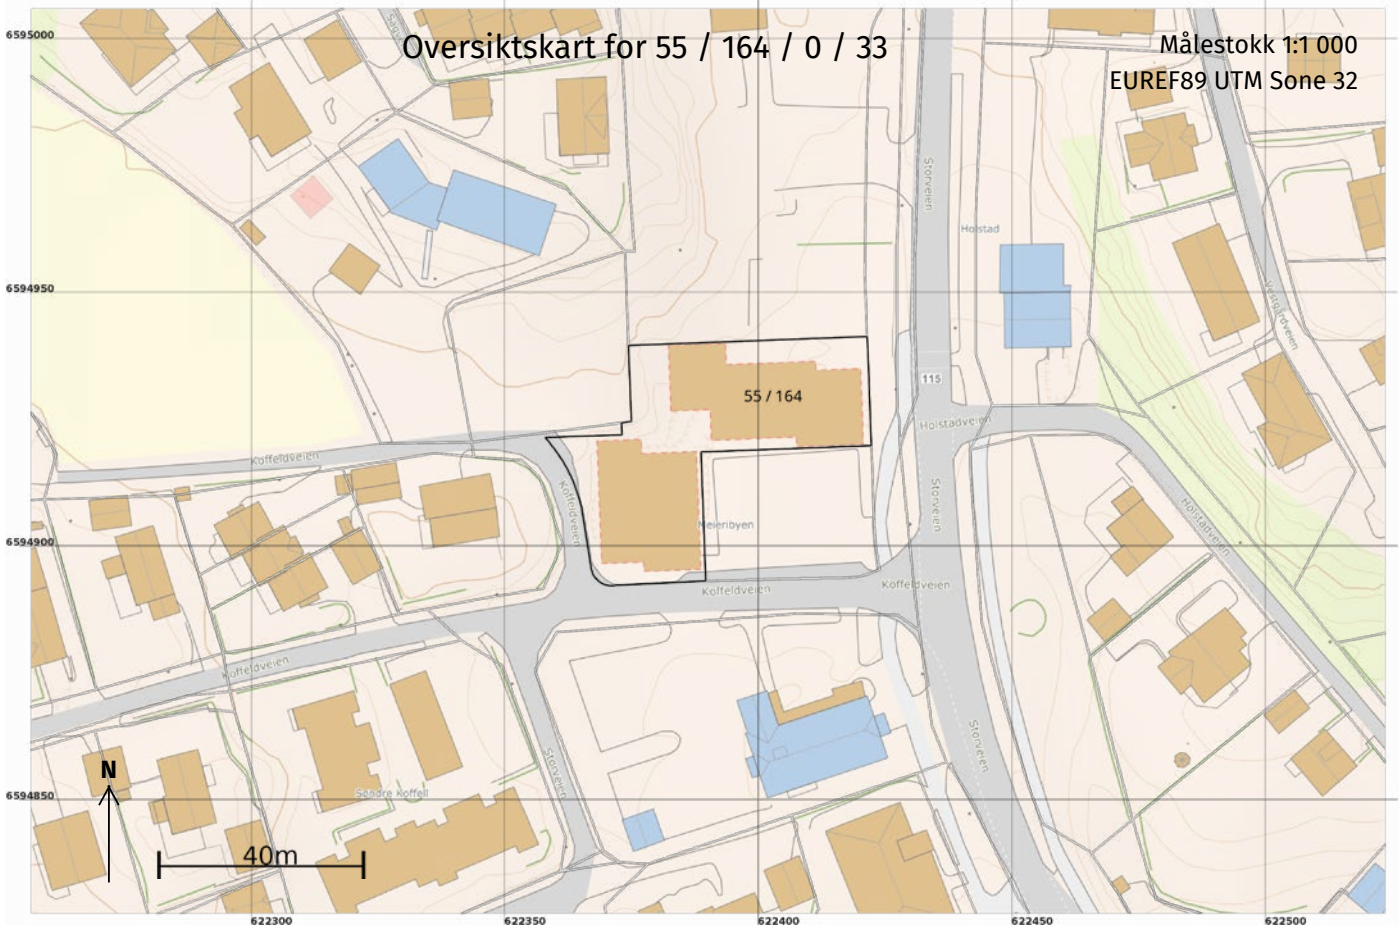 Oversiktskart for 55 / 164 / 0 / 33
Målestokk 1:1 000
EUREF89 UTM Sone 32
6595000
Storveien
Holstad
6594950
Vestgårdveien
115
55 / 164
Holstadveien
Koffeldveien
Koffeldveien
Storveien
Meieribyen
Holstadveien
6594900
Koffeldveien
Koffeldveien
Koffeldveien
Storveien
Storveien
N
Søndre Koffell
6594850
40m
622300
622350
622400
622450
622500